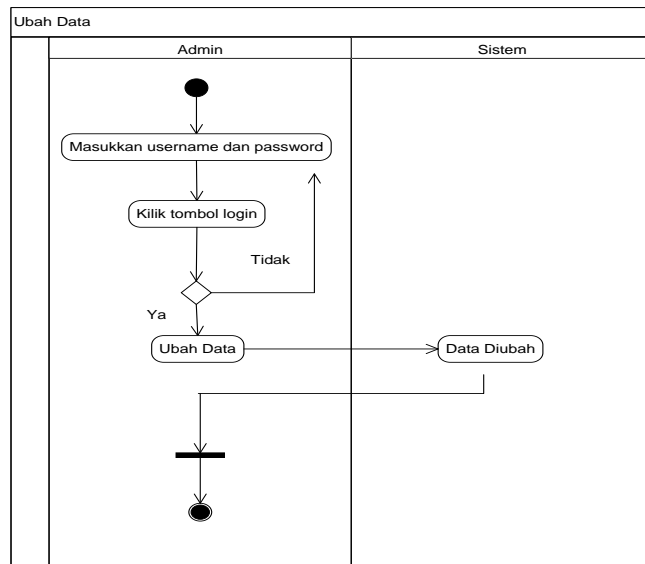 Ubah Data
Admin
Sistem
Masukkan username dan password
Kilik tombol login
Tidak
Ya
Ubah Data
Data Diubah